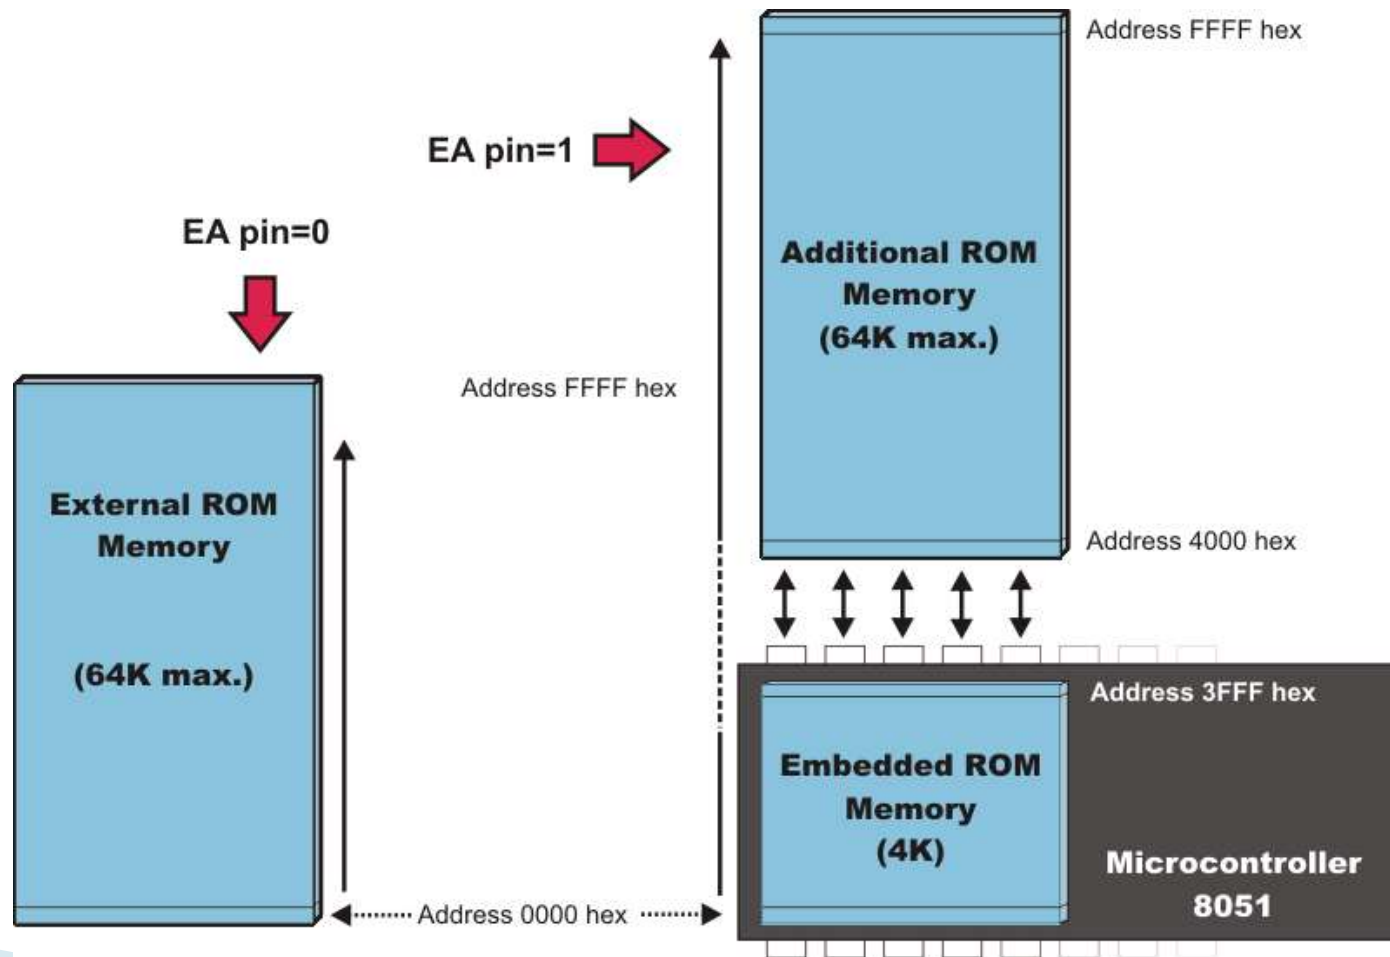 Address FFFF hex
EA pin=1
EA pin=0
Additional ROM
Memory
(64K max.)
Address FFFF hex
External ROM
Memory
(64K max.)
Address 4000 hex
Address 3FFF hex
Embedded ROM
Memory
(4K)
Microcontroller
8051
Address 0000 hex